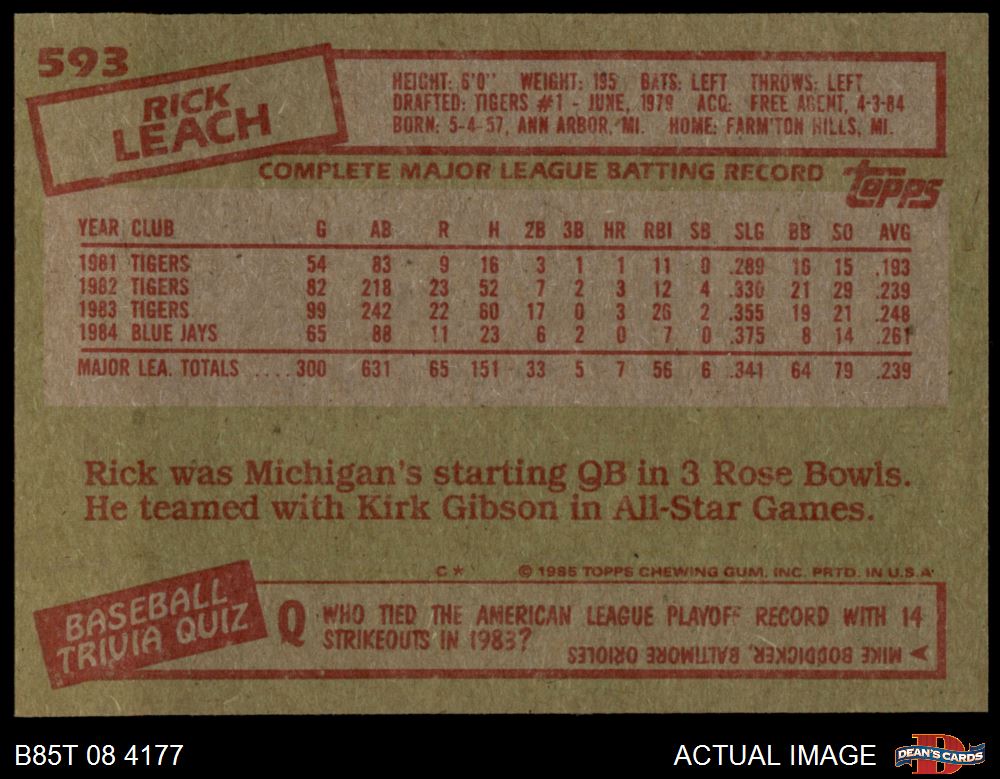 593
RICK
LEACH
HEIGHT: 6'0" WEIGHT: 195 BATS: LEFT THROWS: LEFT
DRAFTED: TIGERS #1 - JUNE, 1979 ACQ: FREE AGENT, 4-3-84
BORN: 5-4-57, ANN ARBOR, MI. HOME: FARM'TON HILLS, MI.
COMPLETE MAJOR LEAGUE BATTING RECORD
topps
YEAR CLUB G AB R H 2B 3B HR RBI SB SLG BB SO AVG
1981 TIGERS 54 83 9 16 3 1 1 11 0 .289 16 15 .193
1982 TIGERS 82 218 23 52 7 2 3 12 4 .330 21 29 .239
1983 TIGERS 99 242 22 60 17 0 3 26 2 .355 19 21 .248
1984 BLUE JAYS 65 88 11 23 6 2 0 7 0 .375 8 14 .261
MAJOR LEA. TOTALS .... 300 631 65 151 33 5 7 56 6 .341 64 79 .239
Rick was Michigan's starting QB in 3 Rose Bowls.
He teamed with Kirk Gibson in All-Star Games.
C* © 1985 TOPPS CHEWING GUM, INC. PRTD. IN U.S.A.
BASEBALL
TRIVIA QUIZ
Q WHO TIED THE AMERICAN LEAGUE PLAYOFF RECORD WITH 14
STRIKEOUTS IN 1983?
MIKE BODDICKER, BALTIMORE ORIOLES
B85T 08 4177
ACTUAL IMAGE
D
DEAN'S CARDS